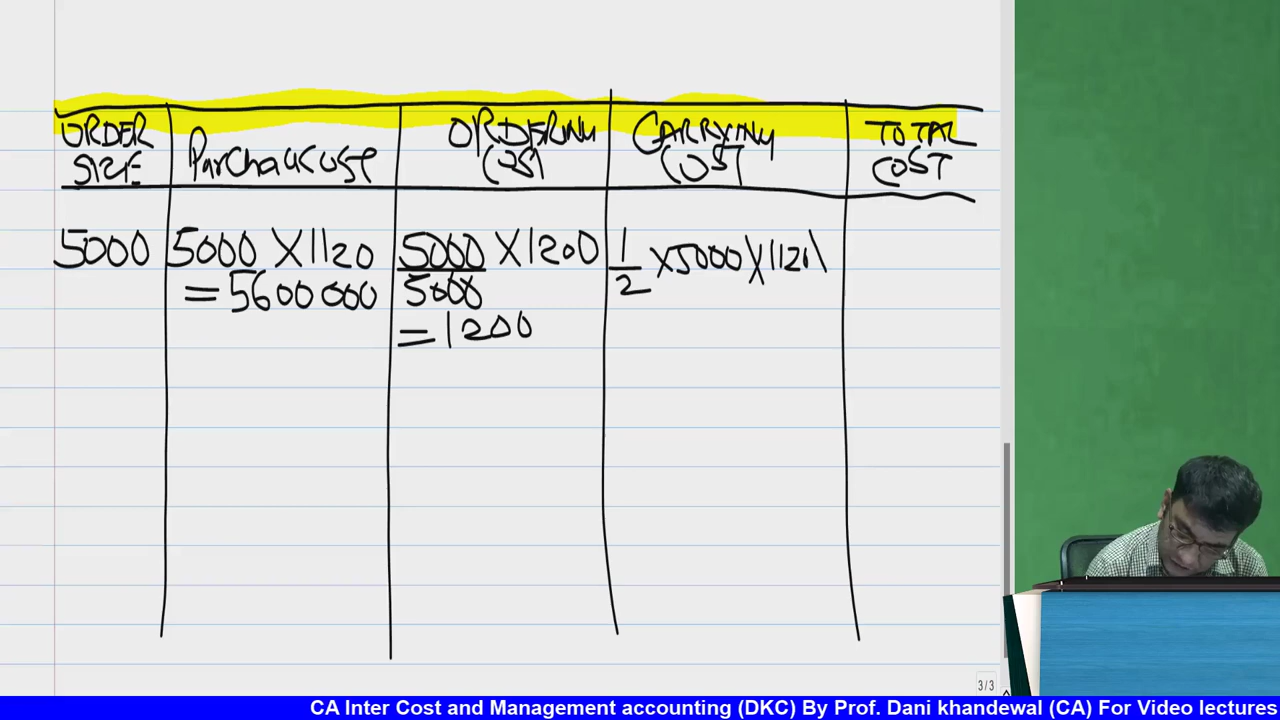 ORDER SIZE
Purchase cost
ORDERING COST
CARRYING COST
TOTAL COST
5000
5000 X 1120
= 5600000
5000 X 1200
5000
= 1200
1/2 X 5000 X 1120
3/3
CA Inter Cost and Management accounting (DKC) By Prof. Dani khandewal (CA) For Video lectures